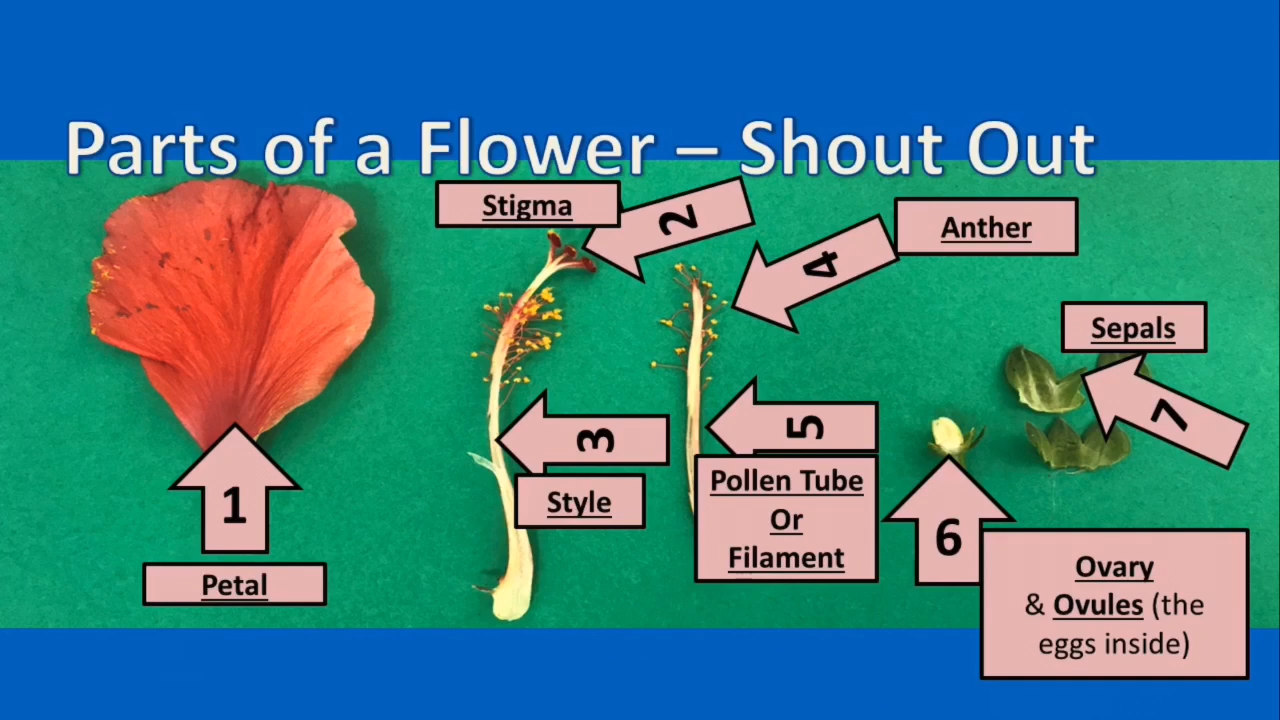 Parts of a Flower – Shout Out
Stigma
2
4
Anther
Sepals
7
3
5
Style
Pollen Tube
Or
Filament
1
Petal
6
Ovary
& Ovules (the
eggs inside)